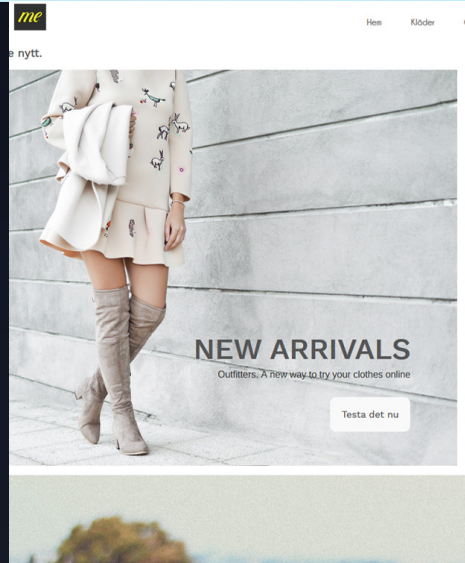 me
Hem Kläder
e nytt.
NEW ARRIVALS
Outfitters. A new way to try your clothes online
Testa det nu